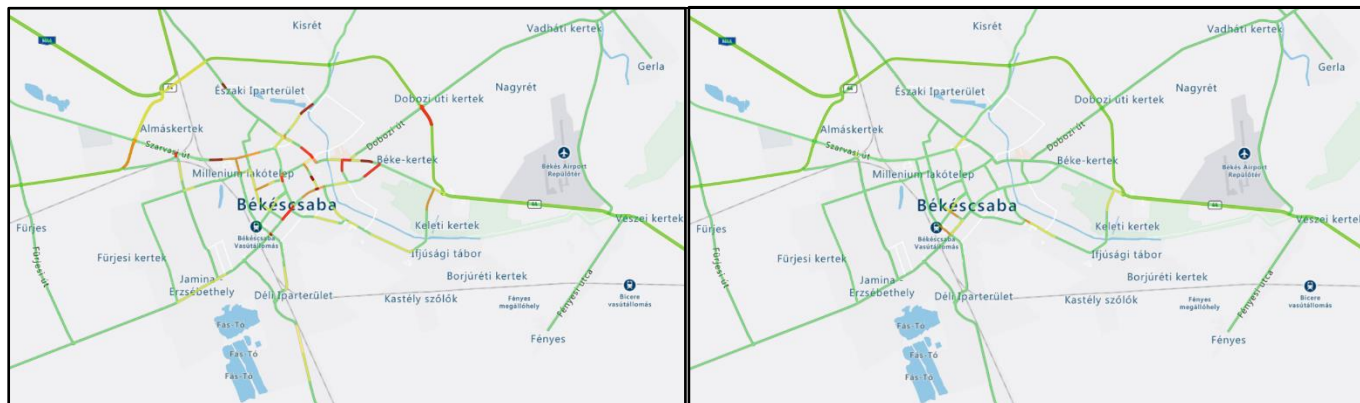 Kisrét
Vadháti kertek
Gerla
Északi Iparterület
Nagyrét
Dobozi úti kertek
Almáskertek
Szarvasi út
Dobozi út
Béke-kertek
Békés Airport
Repülőtér
Millenium lakótelep
Békéscsaba
Békéscsaba
Vasútállomás
Fürjes
Keleti kertek
Veszei kertek
Ifjúsági tábor
Fürjesi kertek
Fürjesi út
Jamina -
Erzsébethely
Déli Iparterület
Borjúréti kertek
Kastély szőlők
Fényes
megállóhely
Bicere
vasútállomás
Fényesi utca
Fás-Tó
Fás-Tó
Fás-Tó
Fényes
Kisrét
Vadháti kertek
Gerla
Északi Iparterület
Nagyrét
Dobozi úti kertek
Almáskertek
Szarvasi út
Dobozi út
Béke-kertek
Békés Airport
Repülőtér
Millenium lakótelep
Békéscsaba
Békéscsaba
Vasútállomás
Fürjes
Keleti kertek
Veszei kertek
Ifjúsági tábor
Fürjesi kertek
Fürjesi út
Jamina -
Erzsébethely
Déli Iparterület
Borjúréti kertek
Kastély szőlők
Fényes
megállóhely
Bicere
vasútállomás
Fényesi utca
Fás-Tó
Fás-Tó
Fás-Tó
Fényes